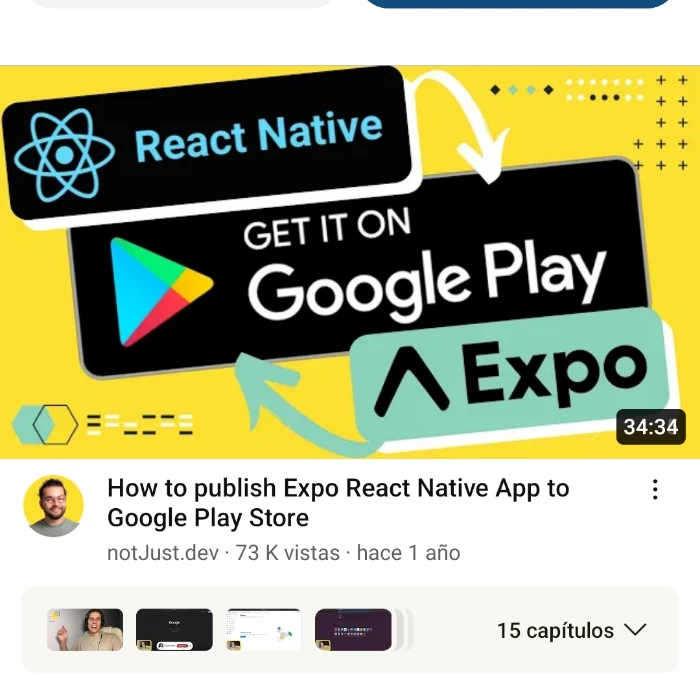 React Native
GET IT ON
Google Play
Expo
34:34
How to publish Expo React Native App to
Google Play Store
notJust.dev · 73 K vistas · hace 1 año
15 capítulos